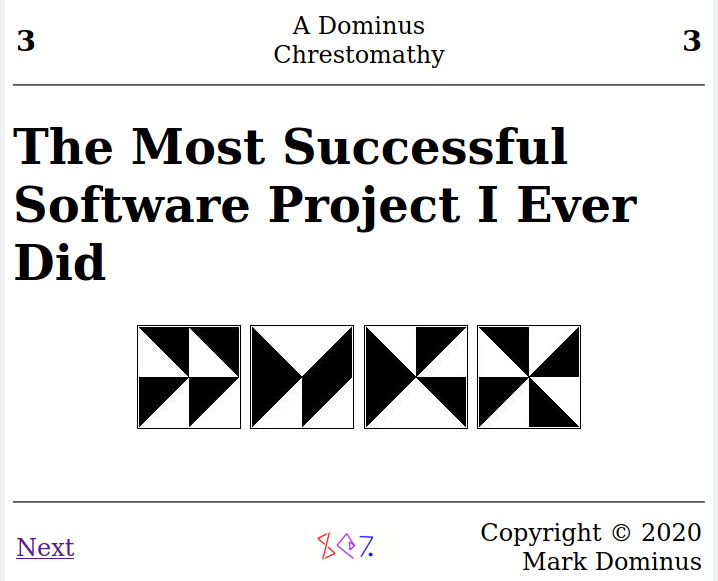 3 A Dominus 3
Chrestomathy
The Most Successful
Software Project I Ever
Did
Next Copyright © 2020
Mark Dominus